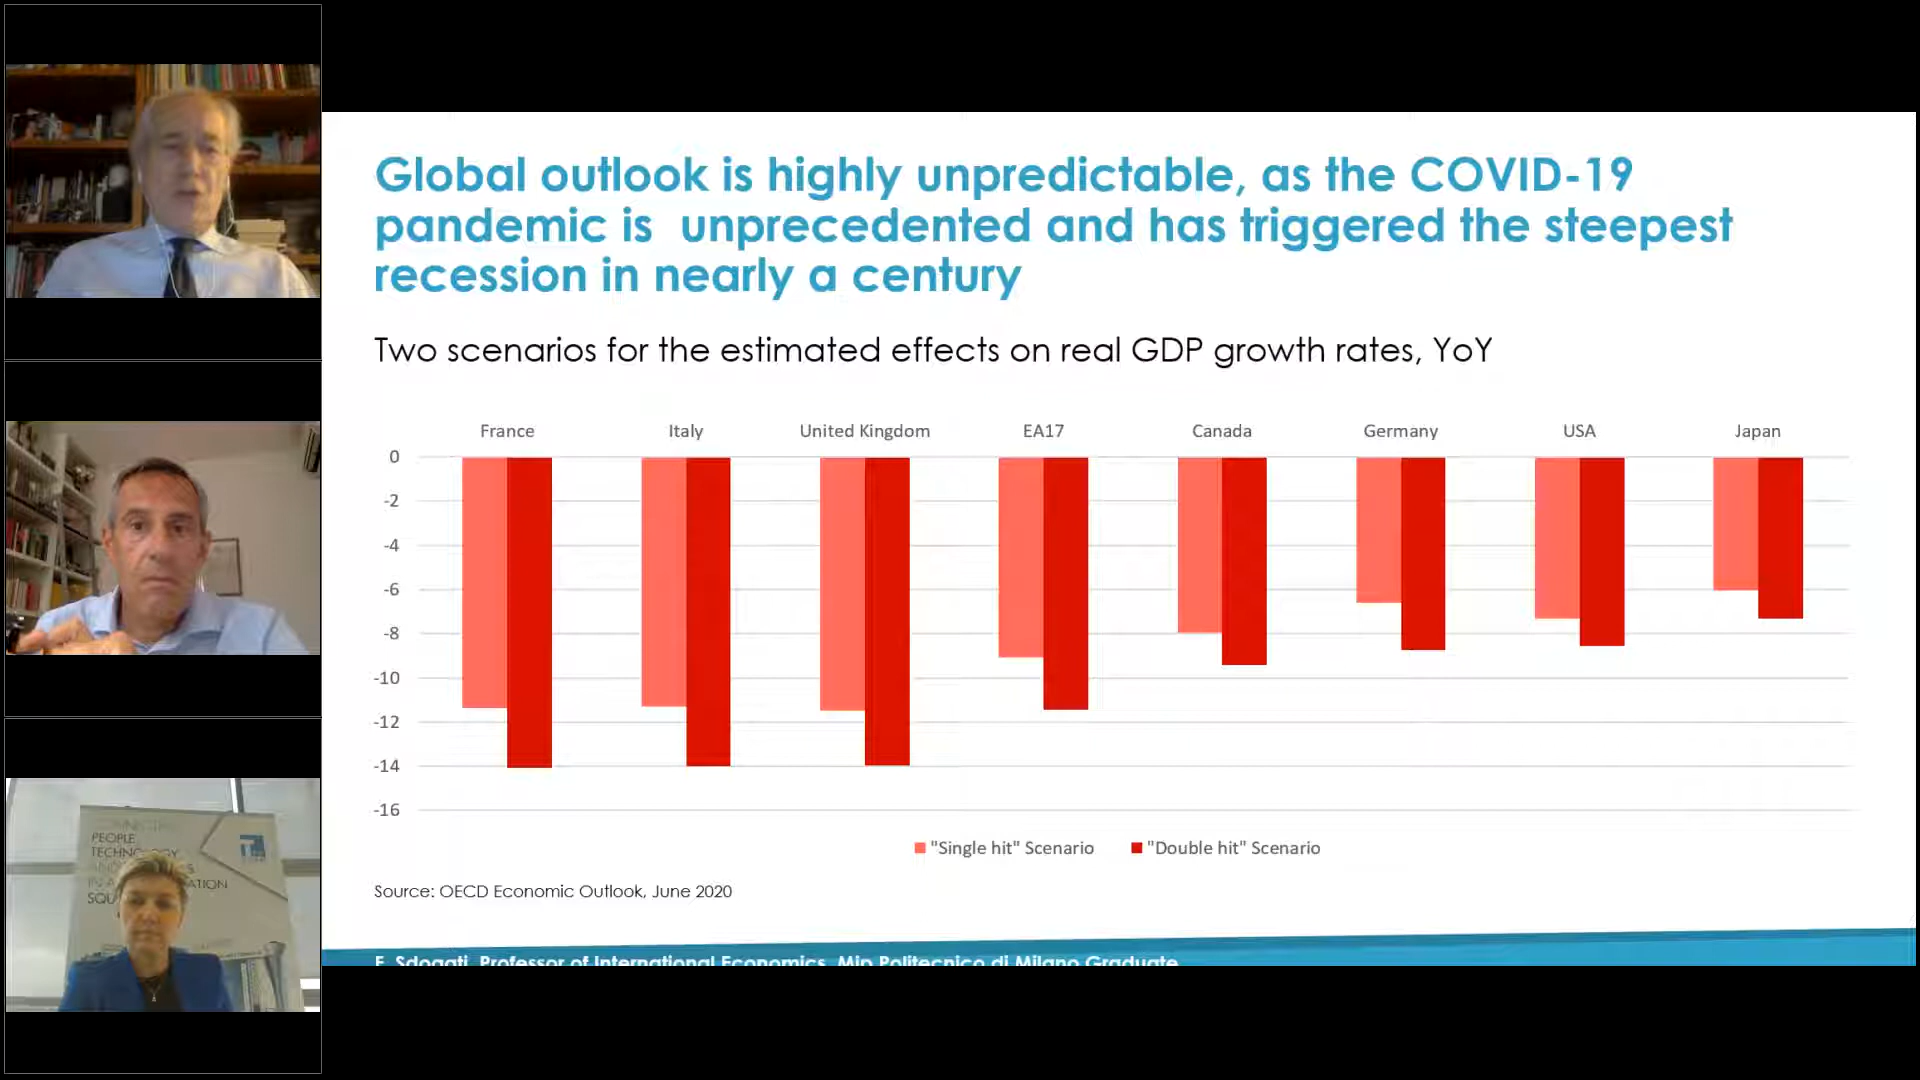 Global outlook is highly unpredictable, as the COVID-19
pandemic is  unprecedented and has triggered the steepest
recession in nearly a century
Two scenarios for the estimated effects on real GDP growth rates, YoY
France Italy United Kingdom EA17 Canada Germany USA Japan
0
-2
-4
-6
-8
-10
-12
-14
-16
"Single hit" Scenario "Double hit" Scenario
Source: OECD Economic Outlook, June 2020
F. Sdogati, Professor of International Economics, Mip Politecnico di Milano Graduate
PEOPLE
TECHNOLOGY